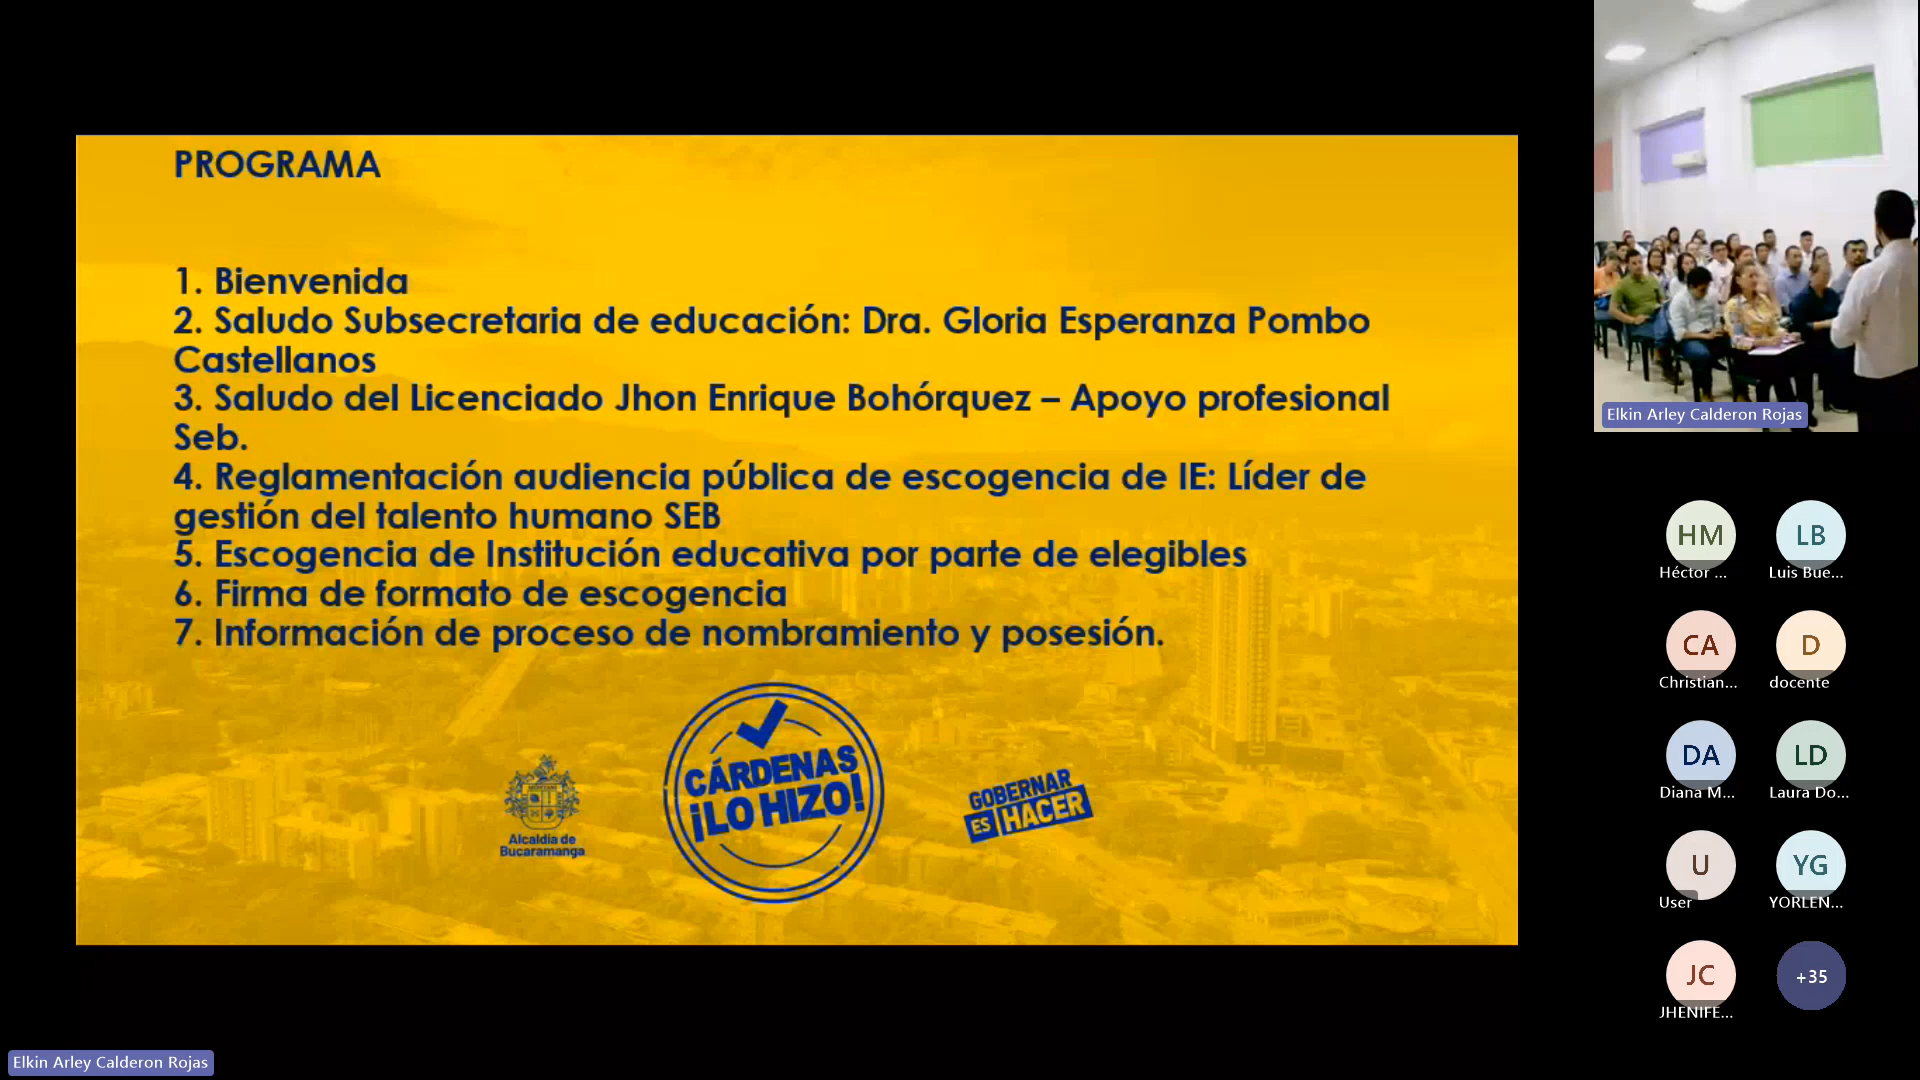 PROGRAMA
1. Bienvenida
2. Saludo Subsecretaria de educación: Dra. Gloria Esperanza Pombo
Castellanos
3. Saludo del Licenciado Jhon Enrique Bohórquez – Apoyo profesional
Seb.
4. Reglamentación audiencia pública de escogencia de IE: Líder de
gestión del talento humano SEB
5. Escogencia de Institución educativa por parte de elegibles
6. Firma de formato de escogencia
7. Información de proceso de nombramiento y posesión.
Alcaldía de
Bucaramanga
CÁRDENAS
¡LO HIZO!
GOBERNAR
ES HACER
Elkin Arley Calderon Rojas
HM
Héctor ...
LB
Luis Bue...
CA
Christian...
D
docente
DA
Diana M...
LD
Laura Do...
U
User
YG
YORLEN...
JC
JHENIFE...
+35
Elkin Arley Calderon Rojas